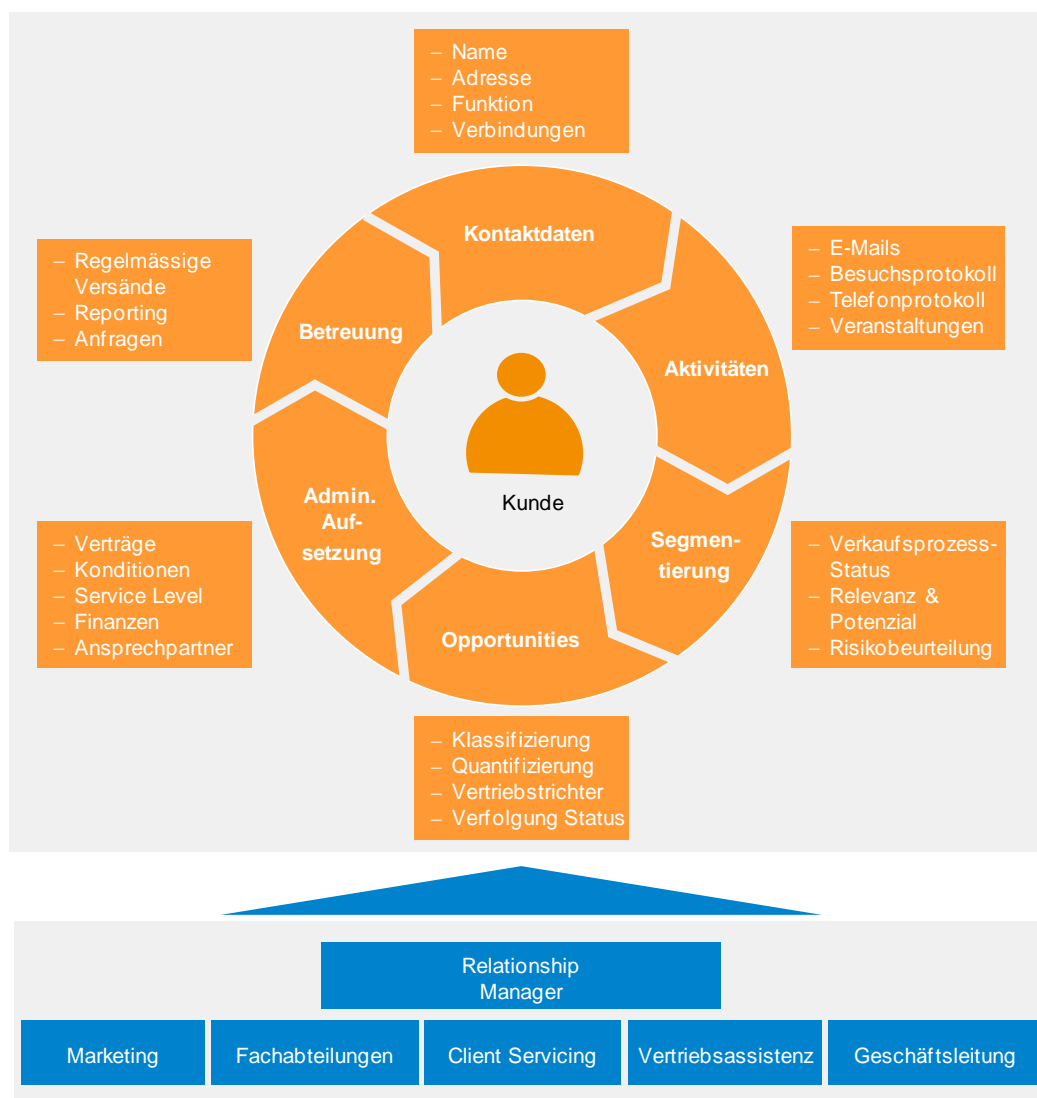 – Name
– Adresse
– Funktion
– Verbindungen
Kontaktdaten
– E-Mails
– Besuchsprotokoll
– Telefonprotokoll
– Veranstaltungen
Aktivitäten
– Regelmässige
Versände
– Reporting
– Anfragen
Betreuung
Kunde
Admin.
Auf-
setzung
Segmen-
tierung
– Verträge
– Konditionen
– Service Level
– Finanzen
– Ansprechpartner
– Verkaufsprozess-
Status
– Relevanz &
Potenzial
– Risikobeurteilung
Opportunities
– Klassifizierung
– Quantifizierung
– Vertriebstrichter
– Verfolgung Status
Relationship
Manager
Marketing
Fachabteilungen
Client Servicing
Vertriebsassistenz
Geschäftsleitung